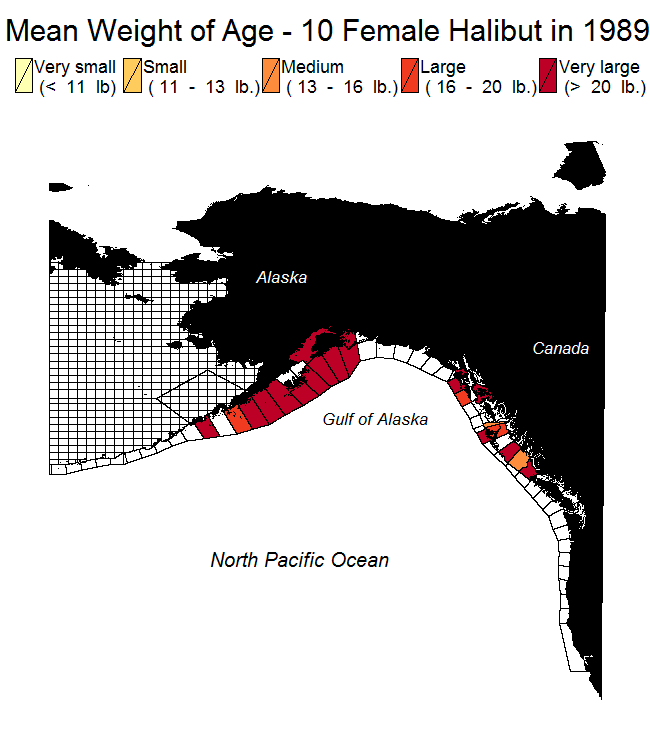 Mean Weight of Age - 10 Female Halibut in 1989
Very small Small Medium Large Very large
(< 11 lb) ( 11 - 13 lb.) ( 13 - 16 lb.) ( 16 - 20 lb.) (> 20 lb.)
Alaska
Canada
Gulf of Alaska
North Pacific Ocean